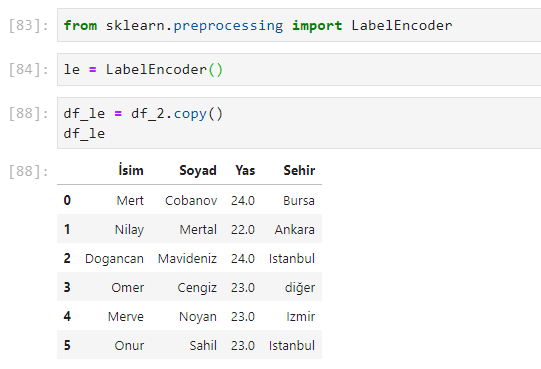 [83]: from sklearn.preprocessing import LabelEncoder
[84]: le = LabelEncoder()
[88]: df_le = df_2.copy()
df_le
[88]: İsim Soyad Yas Sehir
0 Mert Cobanov 24.0 Bursa
1 Nilay Mertal 22.0 Ankara
2 Dogancan Mavideniz 24.0 Istanbul
3 Omer Cengiz 23.0 diğer
4 Merve Noyan 23.0 Izmir
5 Onur Sahil 23.0 Istanbul